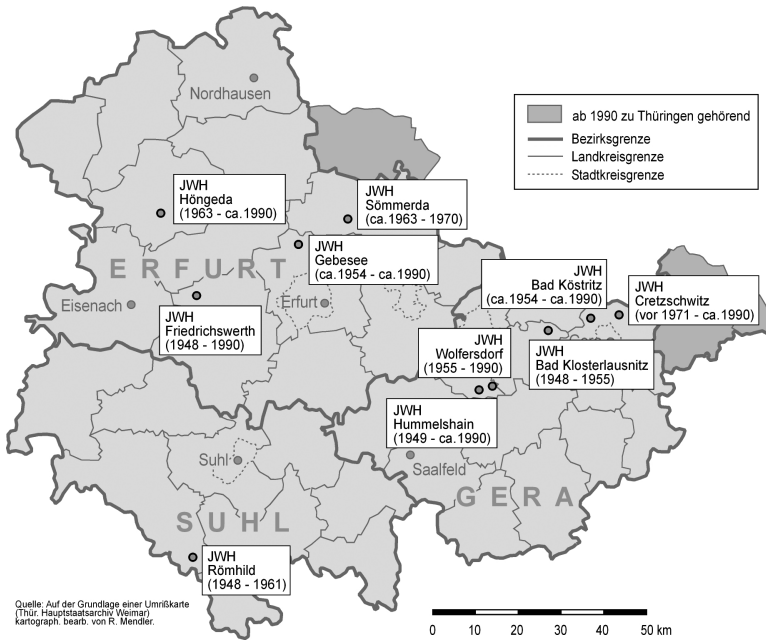 Nordhausen
ab 1990 zu Thüringen gehörend
Bezirksgrenze
Landkreisgrenze
Stadtkreisgrenze
JWH
Höngeda
(1963 - ca.1990)
JWH
Sömmerda
(ca.1963 - 1970)
JWH
Gebesee
(ca.1954 - ca.1990)
ERFURT
Eisenach
Erfurt
JWH
Friedrichswerth
(1948 - 1990)
JWH
Bad Köstritz
(ca.1954 - ca.1990)
JWH
Cretzschwitz
(vor 1971 - ca.1990)
JWH
Wolfersdorf
(1955 - 1990)
JWH
Bad Klosterlausnitz
(1948 - 1955)
JWH
Hummelshain
(1949 - ca.1990)
Suhl
Saalfeld
GERA
SUHL
JWH
Römhild
(1948 - 1961)
Quelle: Auf der Grundlage einer Umrißkarte
(Thür. Hauptstaatsarchiv Weimar)
kartograph. bearb. von R. Mendler.
0 10 20 30 40 50 km